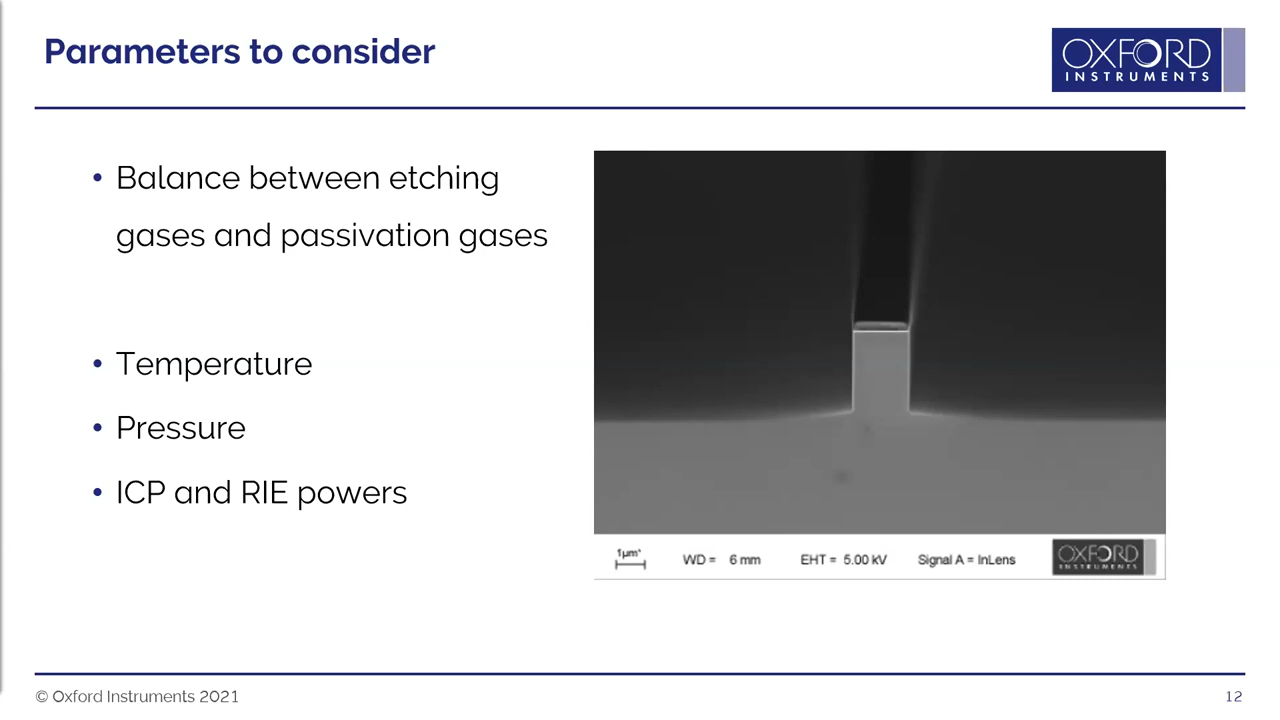 Parameters to consider
OXFORD
INSTRUMENTS
• Balance between etching
gases and passivation gases
• Temperature
• Pressure
• ICP and RIE powers
1µm*
WD = 6 mm
EHT = 5.00 kV
Signal A = InLens
OXFORD
INSTRUMENTS
© Oxford Instruments 2021
12